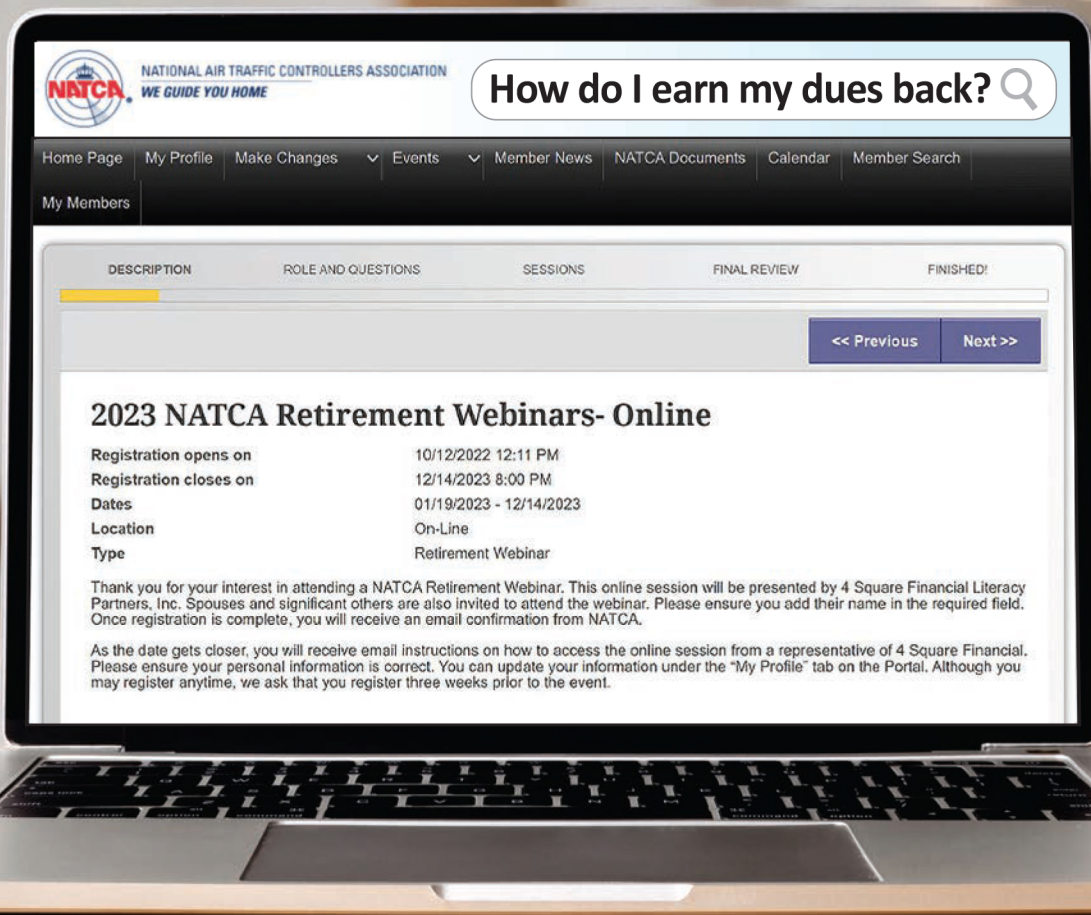 NATCA
NATIONAL AIR TRAFFIC CONTROLLERS ASSOCIATION
WE GUIDE YOU HOME
How do I earn my dues back?
Home Page My Profile Make Changes Events Member News NATCA Documents Calendar Member Search
My Members
DESCRIPTION ROLE AND QUESTIONS SESSIONS FINAL REVIEW FINISHED!
<< Previous Next >>
2023 NATCA Retirement Webinars- Online
Registration opens on 10/12/2022 12:11 PM
Registration closes on 12/14/2023 8:00 PM
Dates 01/19/2023 - 12/14/2023
Location On-Line
Type Retirement Webinar
Thank you for your interest in attending a NATCA Retirement Webinar. This online session will be presented by 4 Square Financial Literacy
Partners, Inc. Spouses and significant others are also invited to attend the webinar. Please ensure you add their name in the required field.
Once registration is complete, you will receive an email confirmation from NATCA.
As the date gets closer, you will receive email instructions on how to access the online session from a representative of 4 Square Financial.
Please ensure your personal information is correct. You can update your information under the "My Profile" tab on the Portal. Although you
may register anytime, we ask that you register three weeks prior to the event.